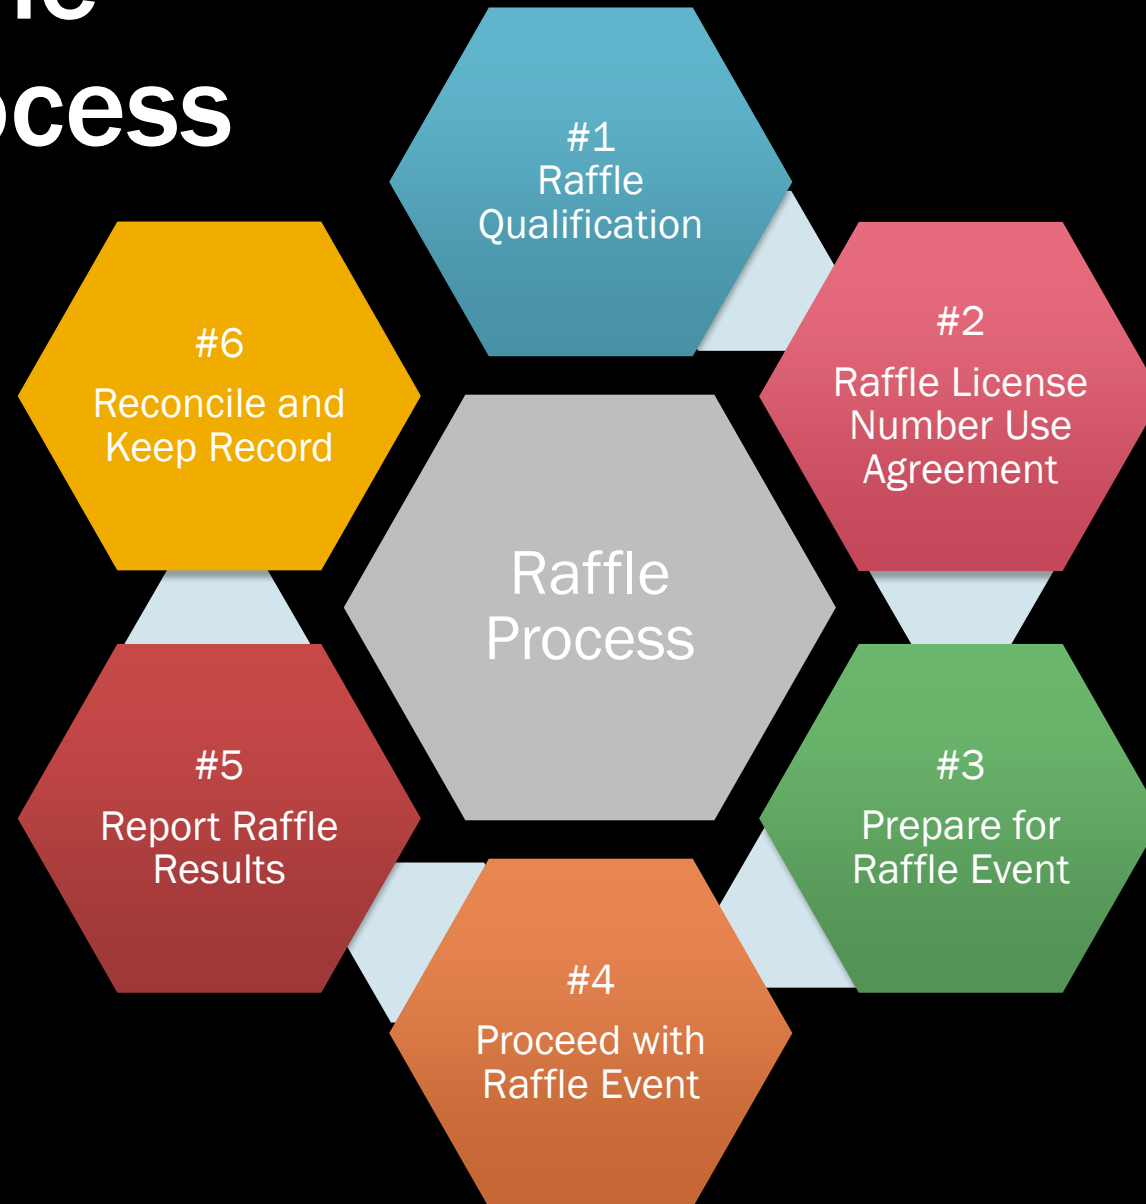 #1
Raffle
Qualification
#2
Raffle License
Number Use
Agreement
#6
Reconcile and
Keep Record
Raffle
Process
#3
Prepare for
Raffle Event
#5
Report Raffle
Results
#4
Proceed with
Raffle Event